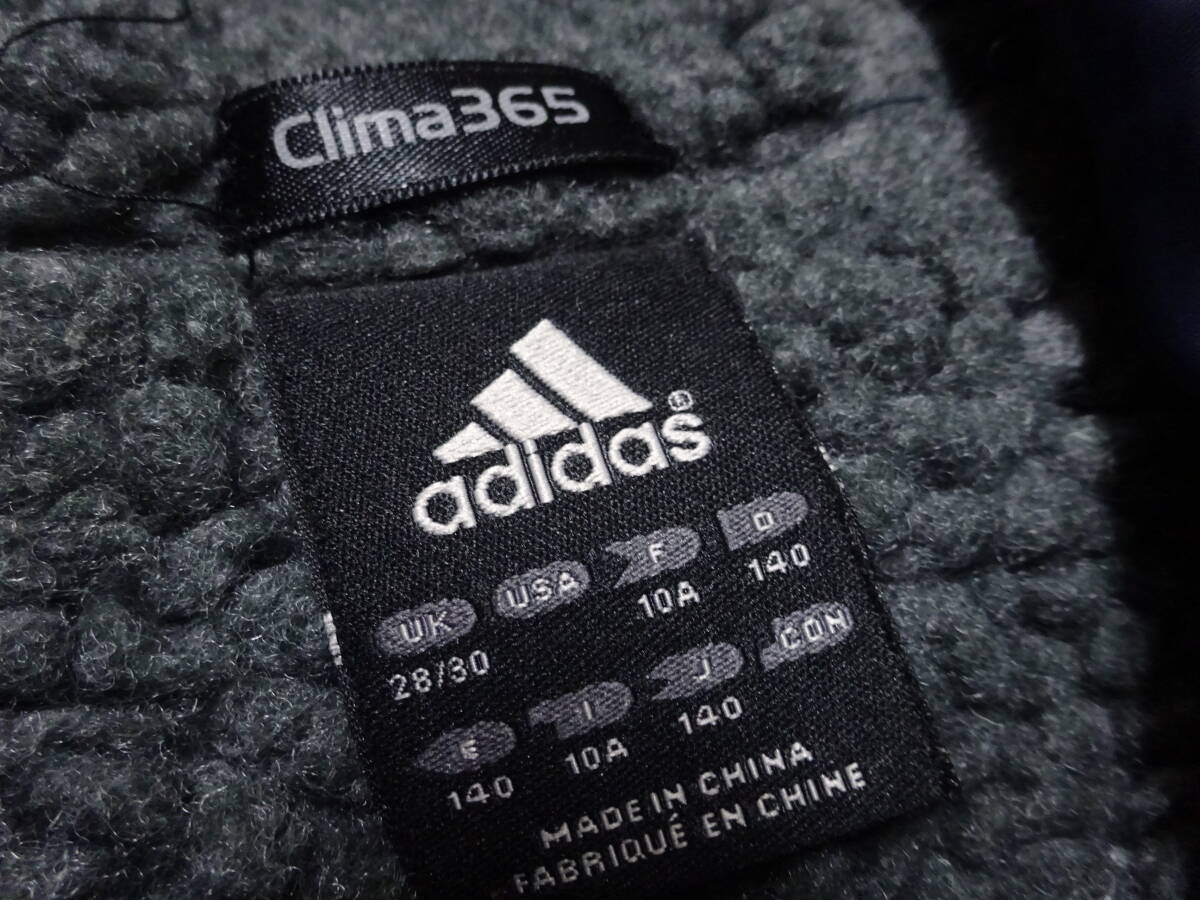 Clima365
adidas®
UK USA F D
28/30 10A 140
E I J CDN
140 10A 140
MADE IN CHINA
FABRIQUÉ EN CHINE